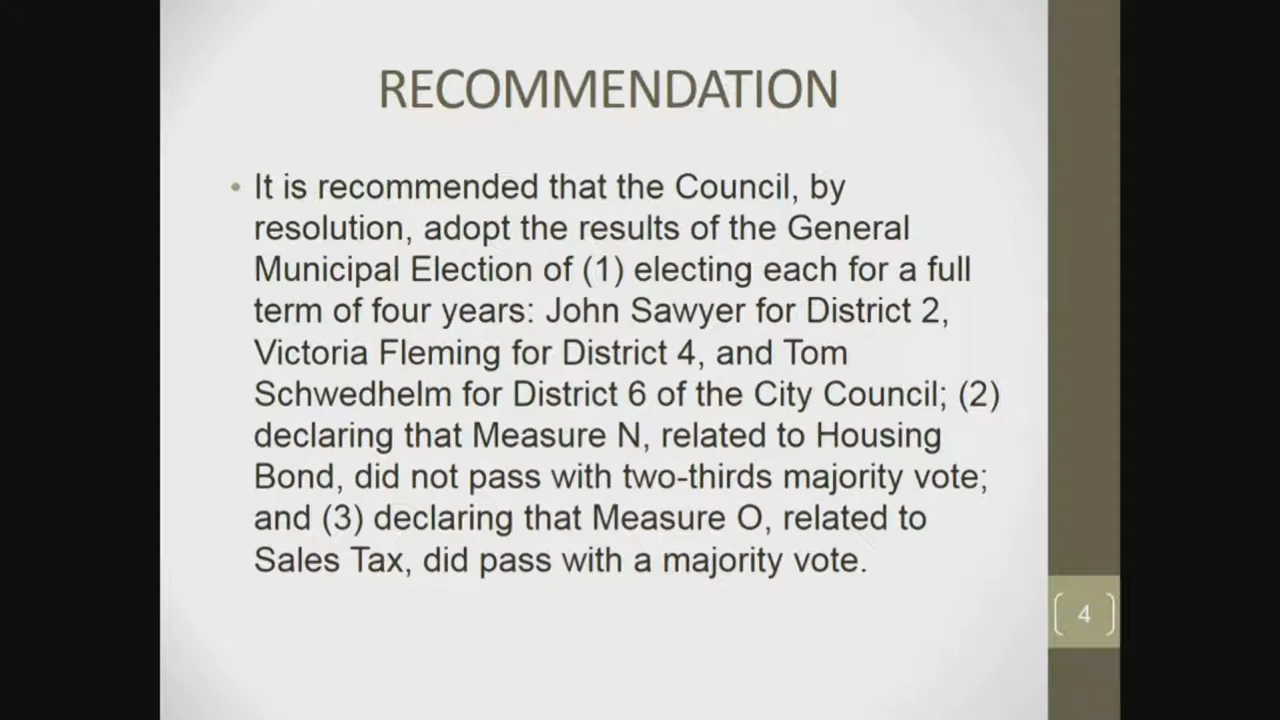 RECOMMENDATION
• It is recommended that the Council, by
resolution, adopt the results of the General
Municipal Election of (1) electing each for a full
term of four years: John Sawyer for District 2,
Victoria Fleming for District 4, and Tom
Schwedhelm for District 6 of the City Council; (2)
declaring that Measure N, related to Housing
Bond, did not pass with two-thirds majority vote;
and (3) declaring that Measure O, related to
Sales Tax, did pass with a majority vote.
4